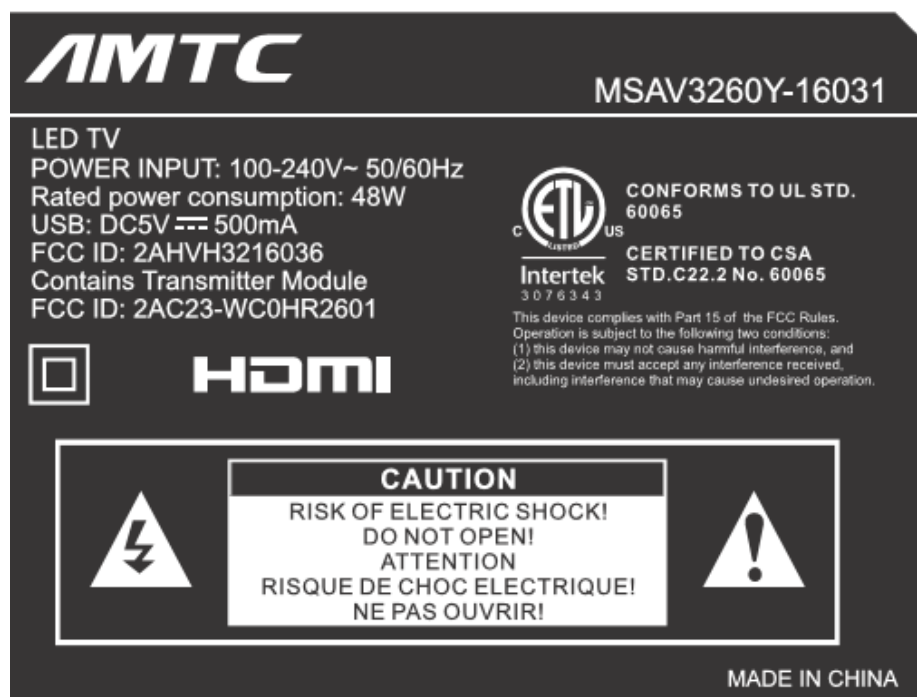 AMTC
MSAV3260Y-16031
LED TV
POWER INPUT: 100-240V~ 50/60Hz
Rated power consumption: 48W
USB: DC5V ⎓ 500mA
FCC ID: 2AHVH3216036
Contains Transmitter Module
FCC ID: 2AC23-WC0HR2601
HDMI
ETL
TM
C US
LISTED
Intertek
3076343
CONFORMS TO UL STD.
60065
CERTIFIED TO CSA
STD.C22.2 No. 60065
This device complies with Part 15 of the FCC Rules.
Operation is subject to the following two conditions:
(1) this device may not cause harmful interference, and
(2) this device must accept any interference received,
including interference that may cause undesired operation.
CAUTION
RISK OF ELECTRIC SHOCK!
DO NOT OPEN!
ATTENTION
RISQUE DE CHOC ELECTRIQUE!
NE PAS OUVRIR!
MADE IN CHINA